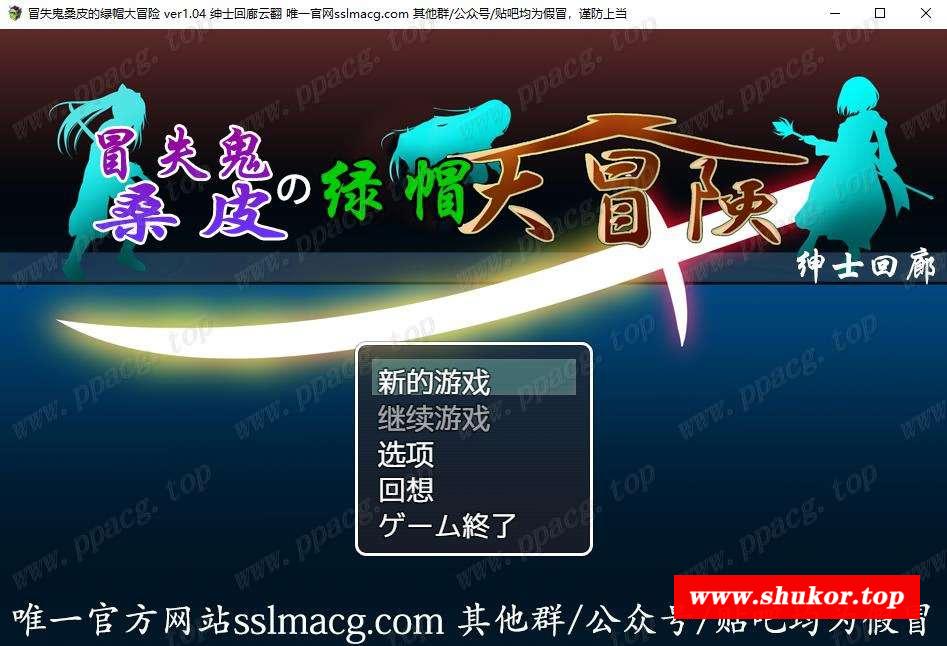 冒失鬼桑皮的绿帽大冒险 ver1.04 绅士回廊云翻 唯一官网sslmacg.com 其他群/公众号/贴吧均为假冒，谨防上当
冒失鬼
桑皮の绿帽大冒険
绅士回廊
新的游戏
继续游戏
选项
回想
ゲーム終了
www.shukor.top
唯一官方网站sslmacg.com 其他群/公众号/贴吧均为假冒
www.ppacg.top